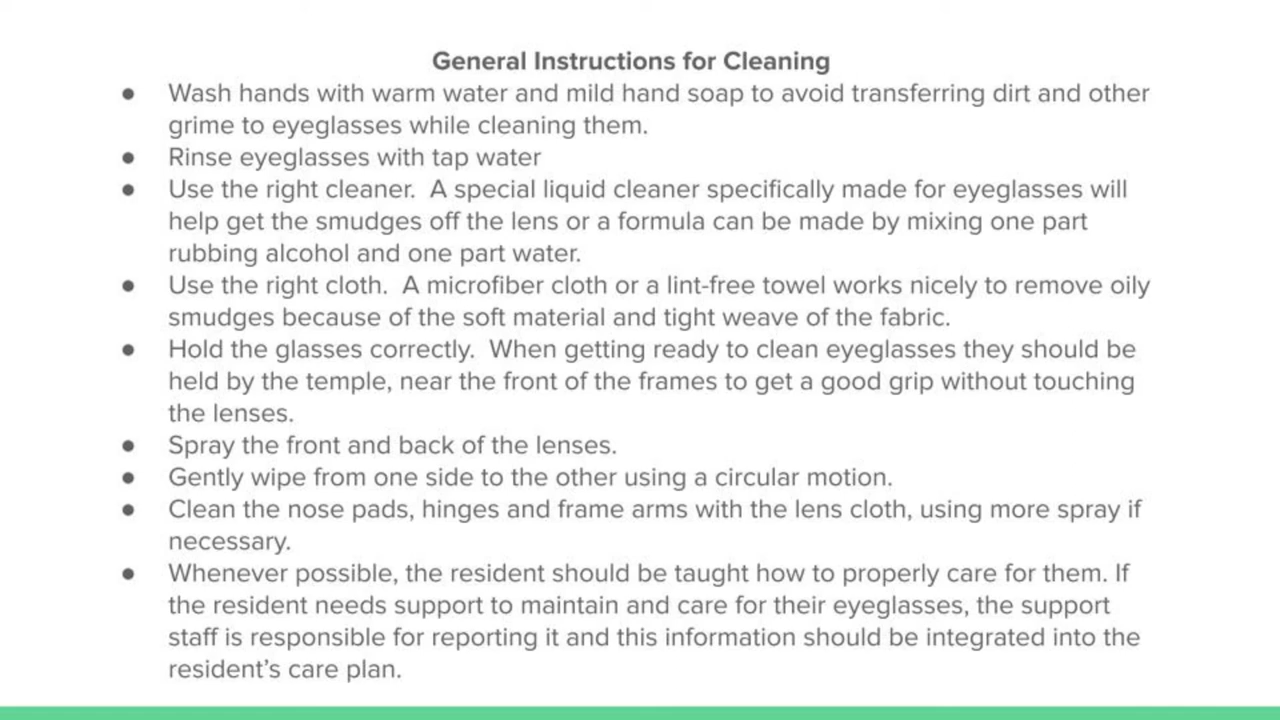 General Instructions for Cleaning
● Wash hands with warm water and mild hand soap to avoid transferring dirt and other
grime to eyeglasses while cleaning them.
● Rinse eyeglasses with tap water
● Use the right cleaner.  A special liquid cleaner specifically made for eyeglasses will
help get the smudges off the lens or a formula can be made by mixing one part
rubbing alcohol and one part water.
● Use the right cloth.  A microfiber cloth or a lint-free towel works nicely to remove oily
smudges because of the soft material and tight weave of the fabric.
● Hold the glasses correctly.  When getting ready to clean eyeglasses they should be
held by the temple, near the front of the frames to get a good grip without touching
the lenses.
● Spray the front and back of the lenses.
● Gently wipe from one side to the other using a circular motion.
● Clean the nose pads, hinges and frame arms with the lens cloth, using more spray if
necessary.
● Whenever possible, the resident should be taught how to properly care for them. If
the resident needs support to maintain and care for their eyeglasses, the support
staff is responsible for reporting it and this information should be integrated into the
resident’s care plan.